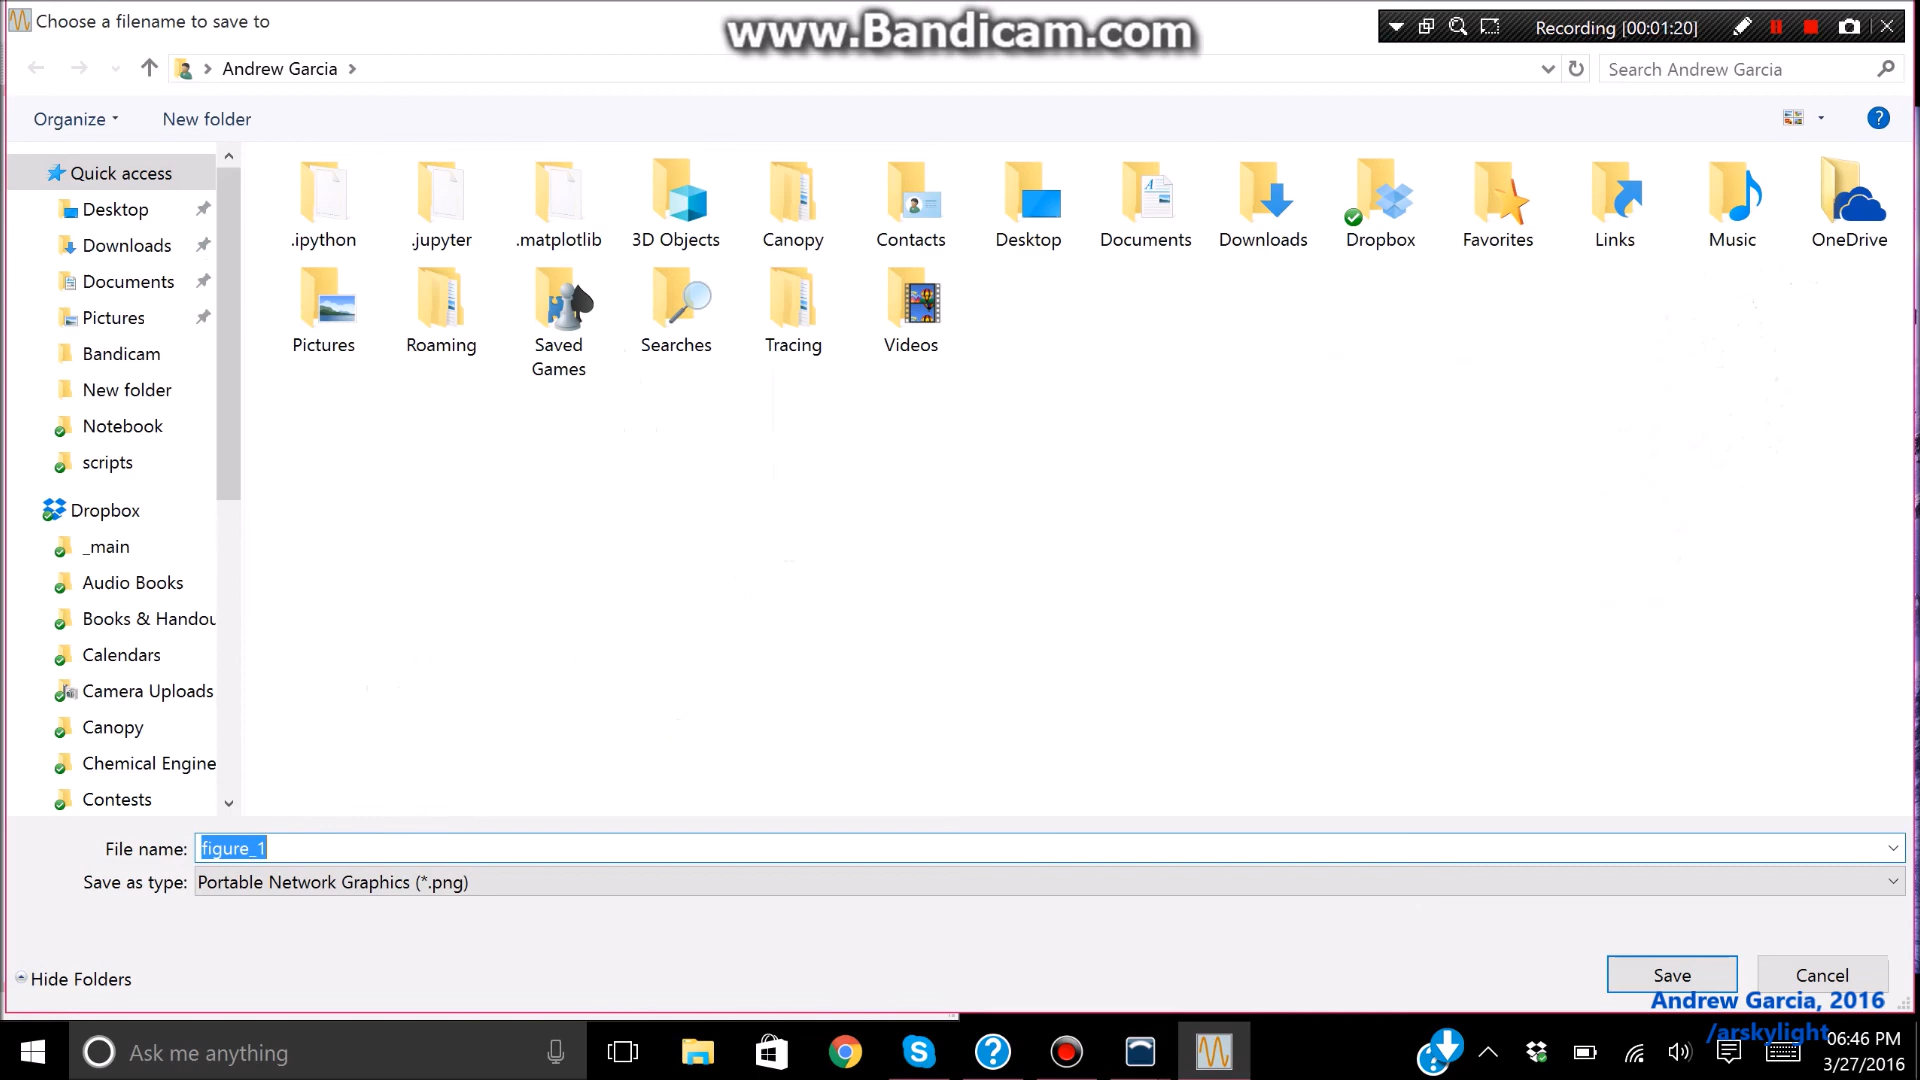 Choose a filename to save to
www.Bandicam.com
Recording [00:01:20]
Andrew Garcia
Search Andrew Garcia
Organize
New folder
Quick access
Desktop
Downloads
Documents
Pictures
Bandicam
New folder
Notebook
scripts
Dropbox
_main
Audio Books
Books & Handou
Calendars
Camera Uploads
Canopy
Chemical Engine
Contests
.ipython
.jupyter
.matplotlib
3D Objects
Canopy
Contacts
Desktop
Documents
Downloads
Dropbox
Favorites
Links
Music
OneDrive
Pictures
Roaming
Saved
Games
Searches
Tracing
Videos
File name: figure_1
Save as type: Portable Network Graphics (*.png)
Hide Folders
Save
Cancel
Andrew Garcia, 2016
/arskylight
Ask me anything
06:46 PM
3/27/2016